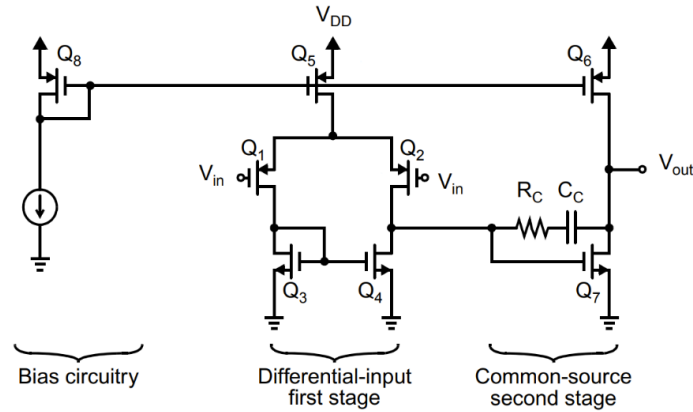 V_DD
Q_8
Q_5
Q_6
Q_1
Q_2
V_in
V_in
R_C
C_C
V_out
Q_3
Q_4
Q_7
Bias circuitry
Differential-input
first stage
Common-source
second stage